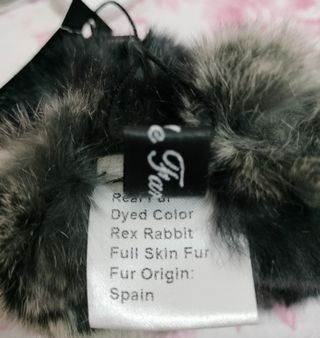 Real Fur
Dyed Color
Rex Rabbit
Full Skin Fur
Fur Origin:
Spain